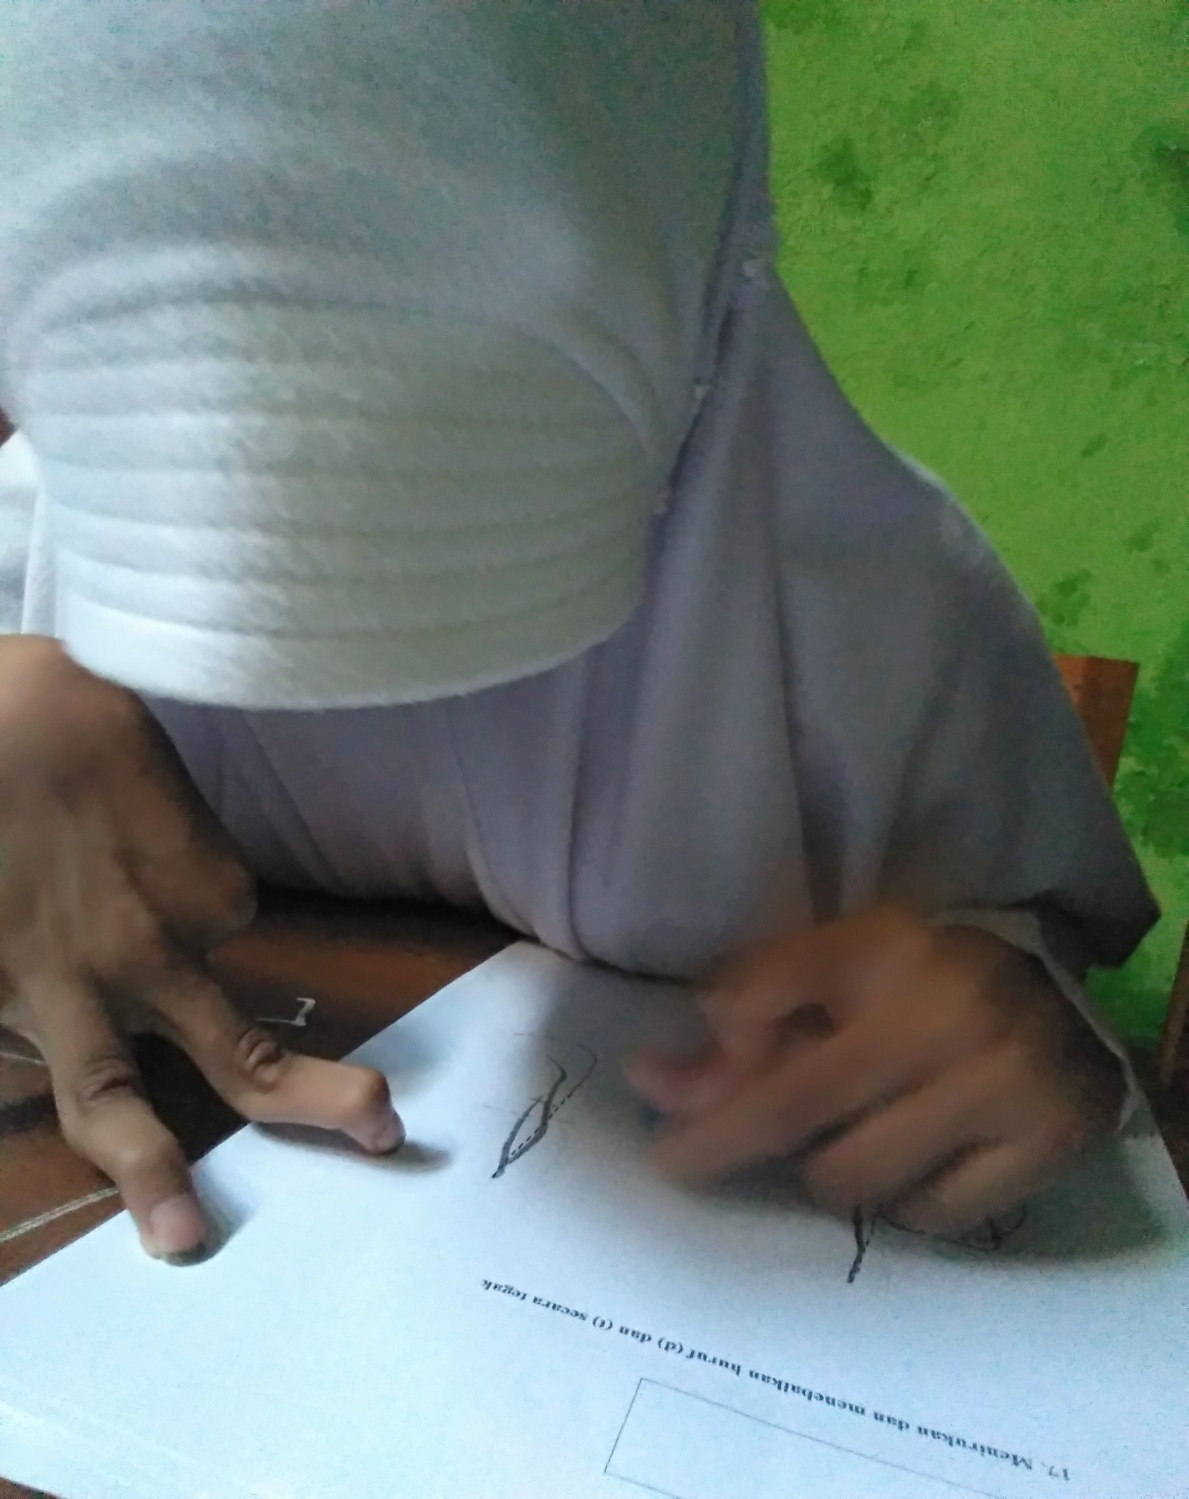 17. Menirukan dan menebalkan huruf (d) dan (t) secara tegak